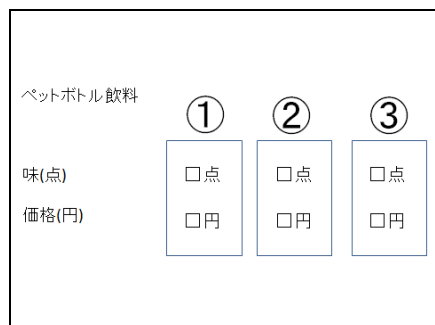 ペットボトル飲料
① ② ③
味(点) □点 □点 □点
価格(円) □円 □円 □円